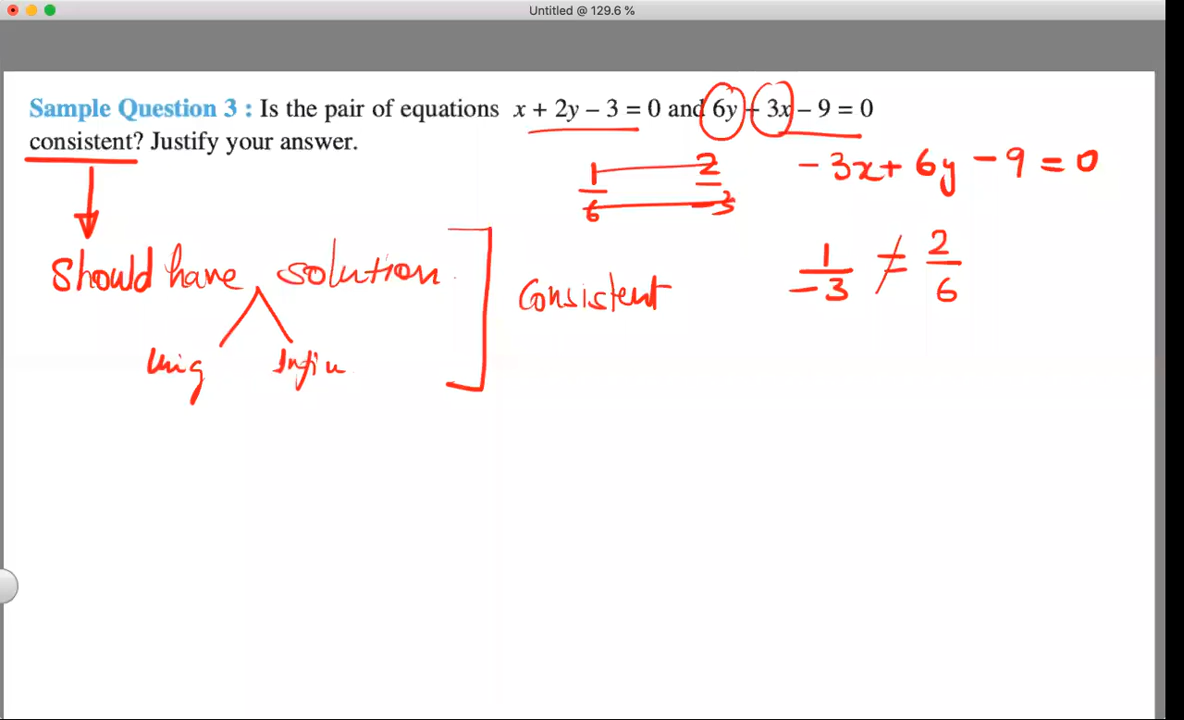 Untitled @ 129.6 %
Sample Question 3 : Is the pair of equations x + 2y – 3 = 0 and 6y – 3x – 9 = 0
consistent? Justify your answer.
- 3x + 6y - 9 = 0
1/6 2/-3
Should have solution
Consistent
1/-3 ≠ 2/6
Uniq Infin